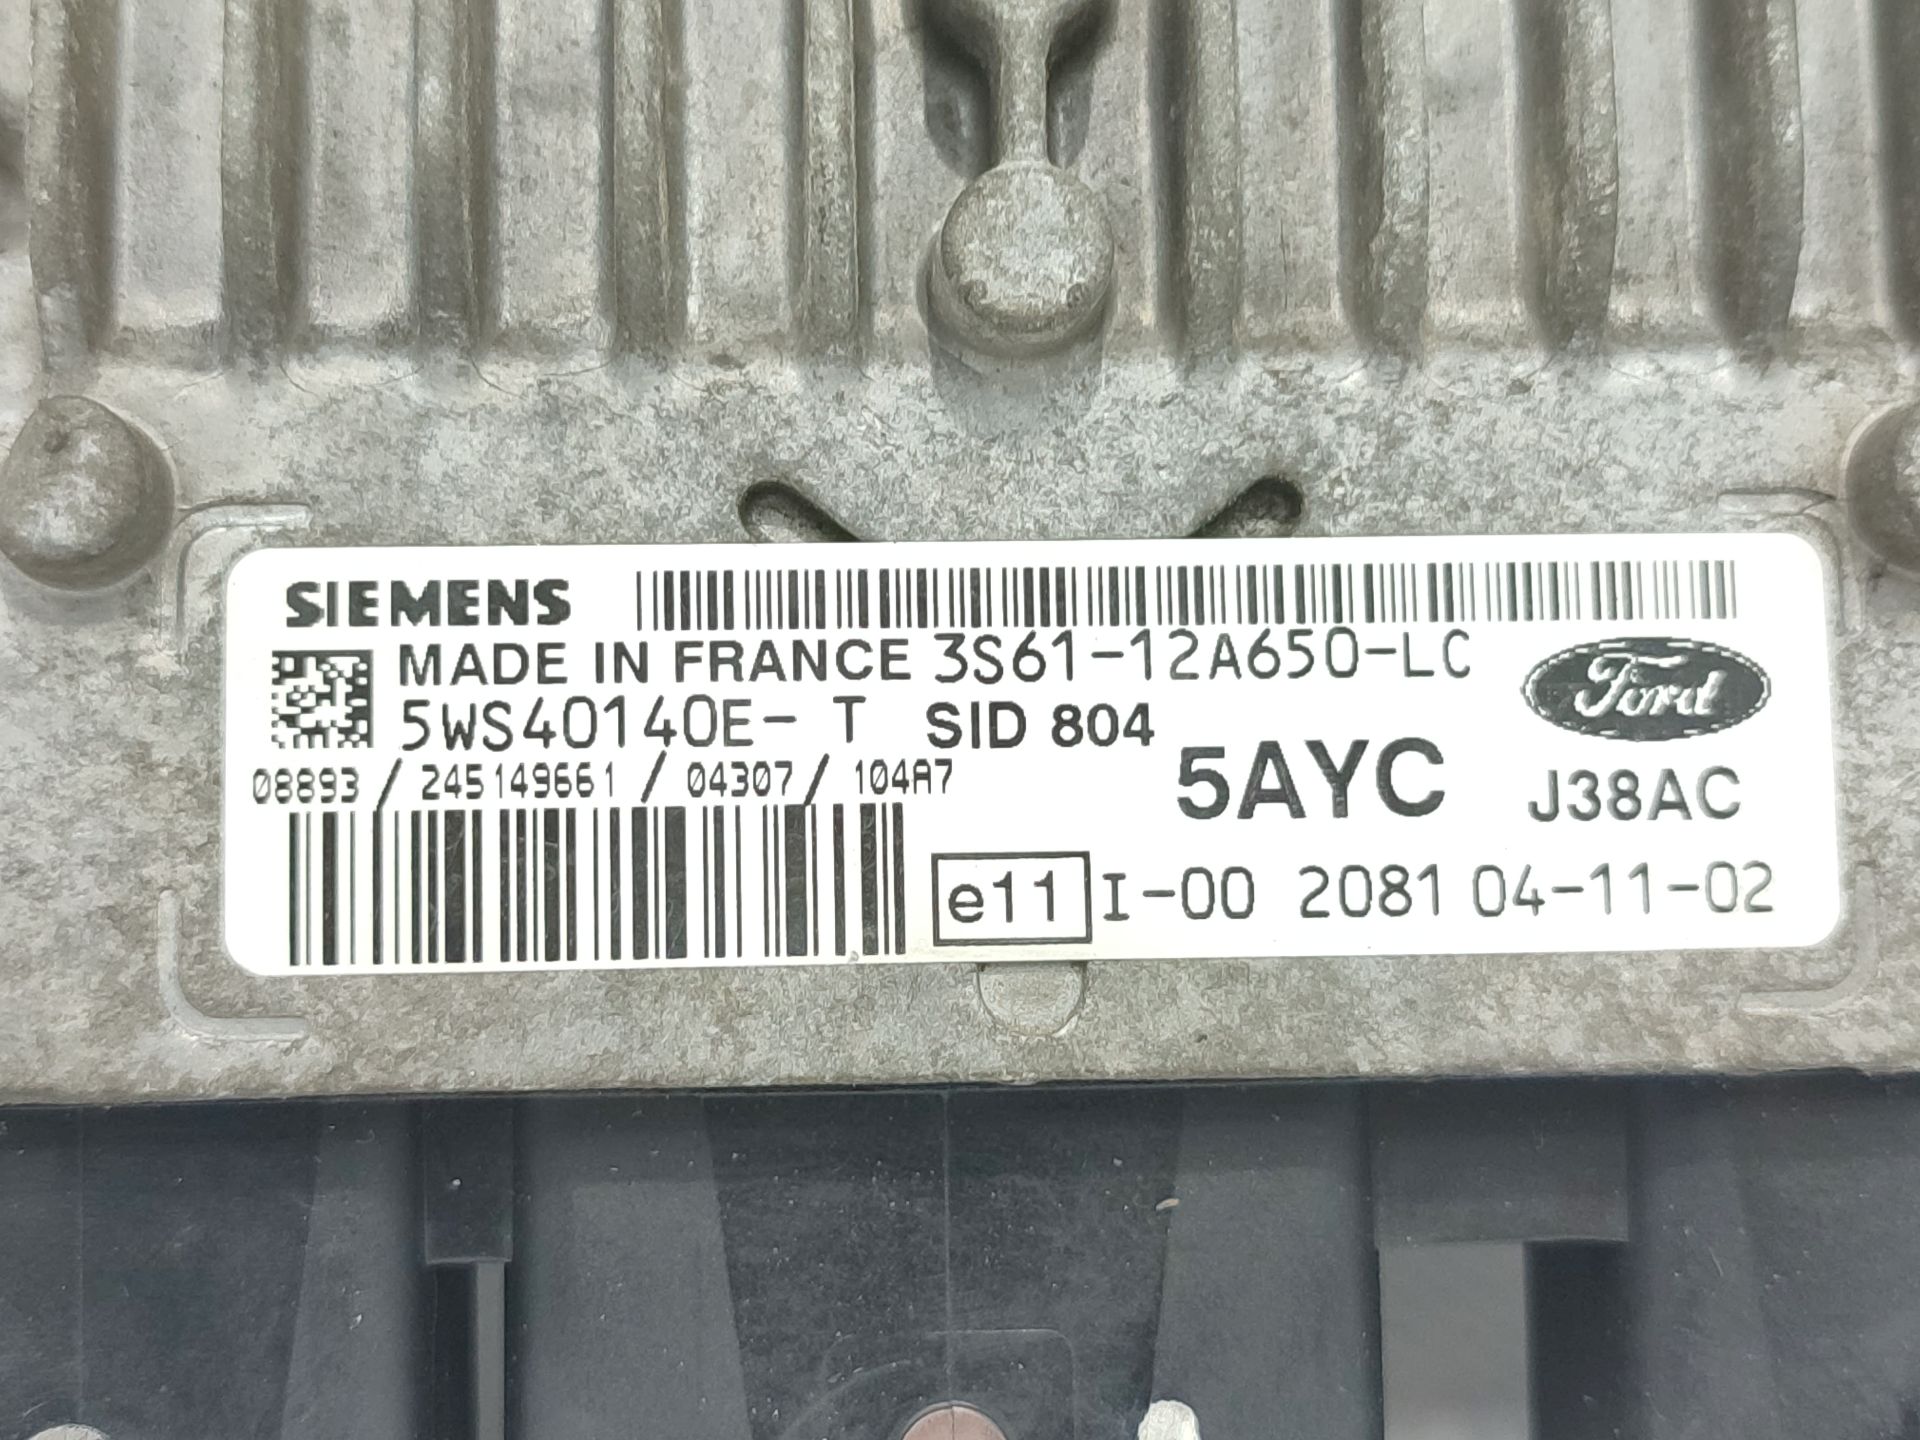 SIEMENS
MADE IN FRANCE 3S61-12A650-LC
Ford
5WS40140E- T SID 804
08893 / 245149661 / 04307 / 104A7
5AYC J38AC
e11 I-00 2081 04-11-02